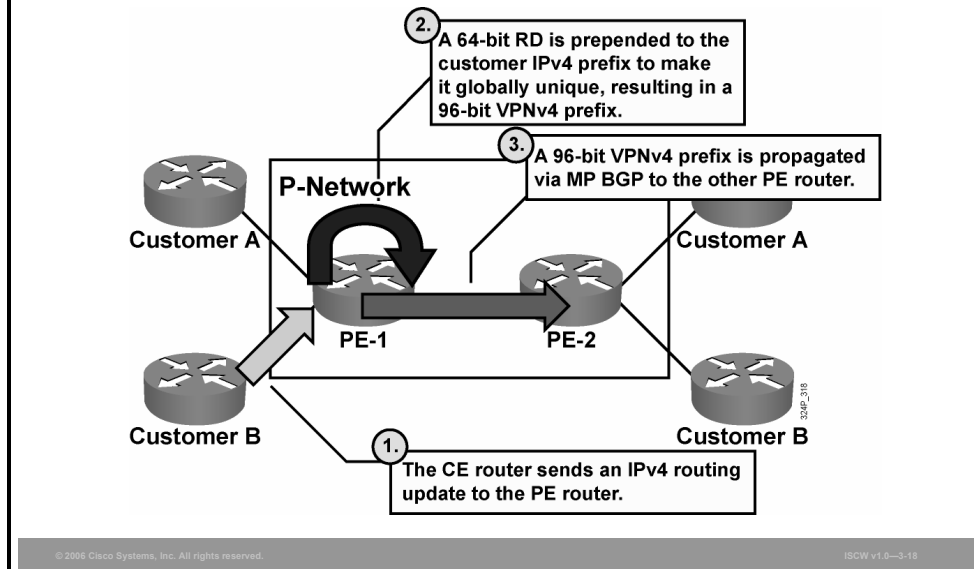 2.
A 64-bit RD is prepended to the
customer IPv4 prefix to make
it globally unique, resulting in a
96-bit VPNv4 prefix.
3.
A 96-bit VPNv4 prefix is propagated
via MP BGP to the other PE router.
P-Network
Customer A
Customer A
PE-1
PE-2
Customer B
Customer B
324P_318
1.
The CE router sends an IPv4 routing
update to the PE router.
© 2006 Cisco Systems, Inc. All rights reserved.
ISCW v1.0—3-18